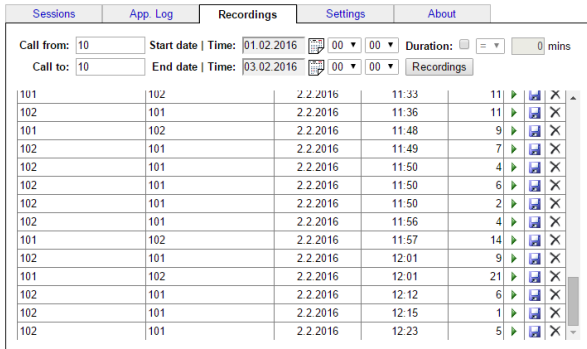 Sessions App. Log Recordings Settings About
Call from: 10 Start date | Time: 01.02.2016 00 00 Duration: = 0 mins
Call to: 10 End date | Time: 03.02.2016 00 00 Recordings
101 102 2.2.2016 11:33 11
102 101 2.2.2016 11:36 11
101 102 2.2.2016 11:48 9
102 101 2.2.2016 11:49 7
102 101 2.2.2016 11:50 4
102 101 2.2.2016 11:50 6
102 101 2.2.2016 11:50 2
102 101 2.2.2016 11:56 4
101 102 2.2.2016 11:57 14
102 101 2.2.2016 12:01 9
101 102 2.2.2016 12:01 21
102 101 2.2.2016 12:12 6
102 101 2.2.2016 12:15 1
102 101 2.2.2016 12:23 5